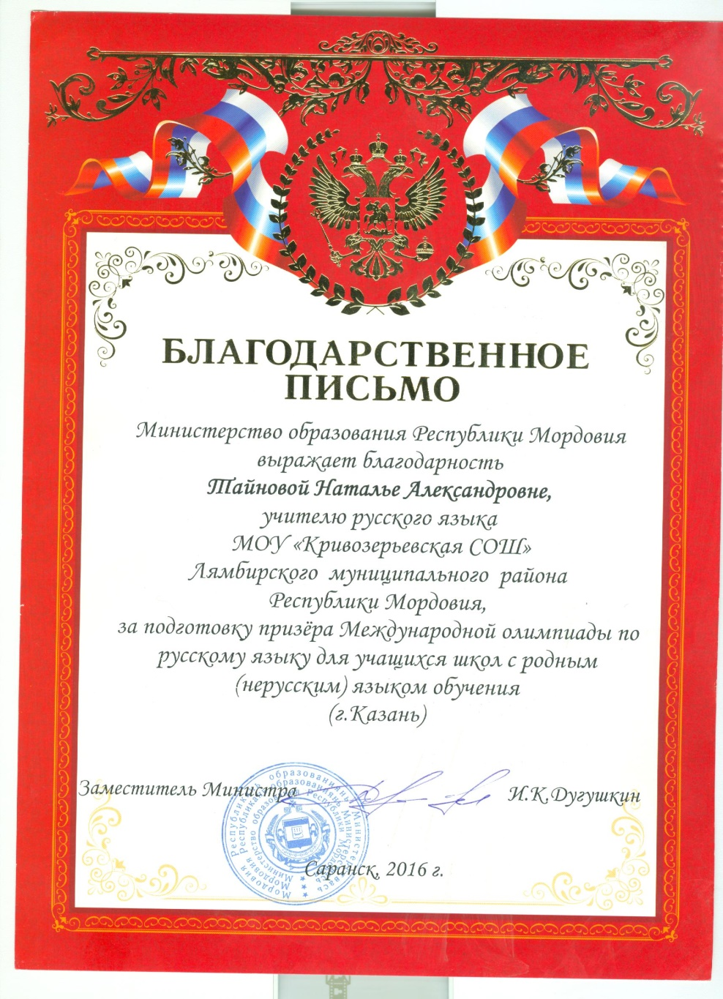 БЛАГОДАРСТВЕННОЕ
ПИСЬМО
Министерство образования Республики Мордовия
выражает благодарность
Тайновой Наталье Александровне,
учителю русского языка
МОУ «Кривозерьевская СОШ»
Лямбирского муниципального района
Республики Мордовия,
за подготовку призёра Международной олимпиады по
русскому языку для учащихся школ с родным
(нерусским) языком обучения
(г.Казань)
Заместитель Министра И.К.Дугушкин
Саранск, 2016 г.